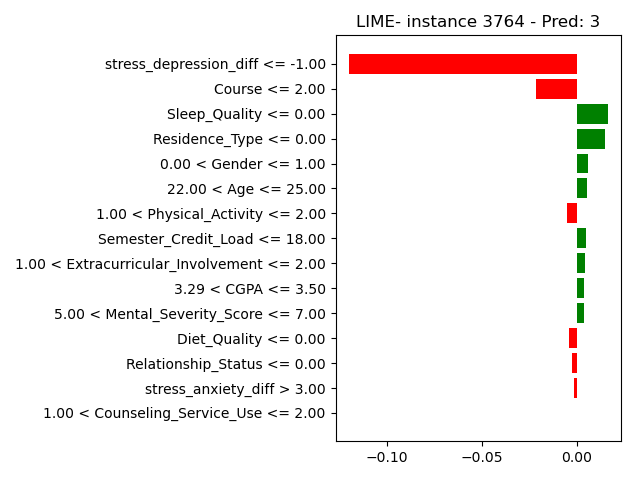 LIME- instance 3764 - Pred: 3
stress_depression_diff <= -1.00
Course <= 2.00
Sleep_Quality <= 0.00
Residence_Type <= 0.00
0.00 < Gender <= 1.00
22.00 < Age <= 25.00
1.00 < Physical_Activity <= 2.00
Semester_Credit_Load <= 18.00
1.00 < Extracurricular_Involvement <= 2.00
3.29 < CGPA <= 3.50
5.00 < Mental_Severity_Score <= 7.00
Diet_Quality <= 0.00
Relationship_Status <= 0.00
stress_anxiety_diff > 3.00
1.00 < Counseling_Service_Use <= 2.00
−0.10 −0.05 0.00